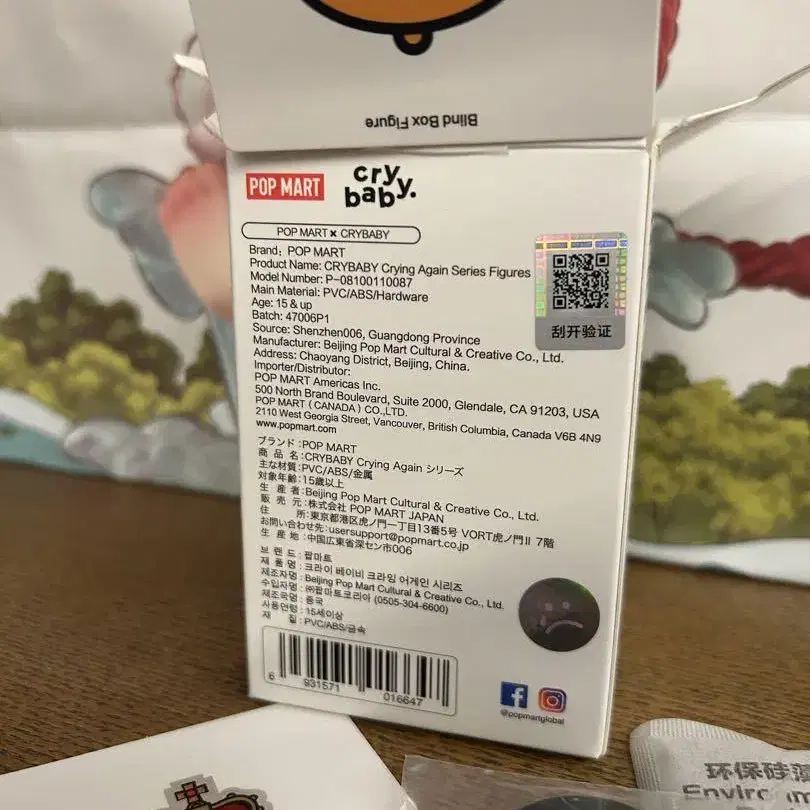 Blind Box Figure
POP MART
cry
baby.
POP MART × CRYBABY
Brand: POP MART
Product Name: CRYBABY Crying Again Series Figures
Model Number: P-08100110087
Main Material: PVC/ABS/Hardware
Age: 15 & up
Batch: 47006P1
Source: Shenzhen006, Guangdong Province
Manufacturer: Beijing Pop Mart Cultural & Creative Co., Ltd.
Address: Chaoyang District, Beijing, China.
Importer/Distributor:
POP MART Americas Inc.
500 North Brand Boulevard, Suite 2000, Glendale, CA 91203, USA
POP MART (CANADA) CO.,LTD.
2110 West Georgia Street, Vancouver, British Columbia, Canada V6B 4N9
www.popmart.com
刮开验证
ブランド:POP MART
商品名:CRYBABY Crying Again シリーズ
主な材質:PVC/ABS/金属
対象年齢:15歳以上
生産者:Beijing Pop Mart Cultural & Creative Co., Ltd.
販売元:株式会社 POP MART JAPAN
住所:東京都港区虎ノ門一丁目13番5号 VORT虎ノ門II 7階
お問い合わせ先:usersupport@popmart.co.jp
生産地:中国広東省深セン市006
브랜드:팝마트
제품명:크라이 베이비 크라잉 어게인 시리즈
제조자명:Beijing Pop Mart Cultural & Creative Co., Ltd.
수입자명:㈜팝마트코리아 (0505-304-6600)
제조국명:중국
사용연령:15세이상
재질:PVC/ABS/금속
6 931571 016647
@popmartglobal
环保硅藻